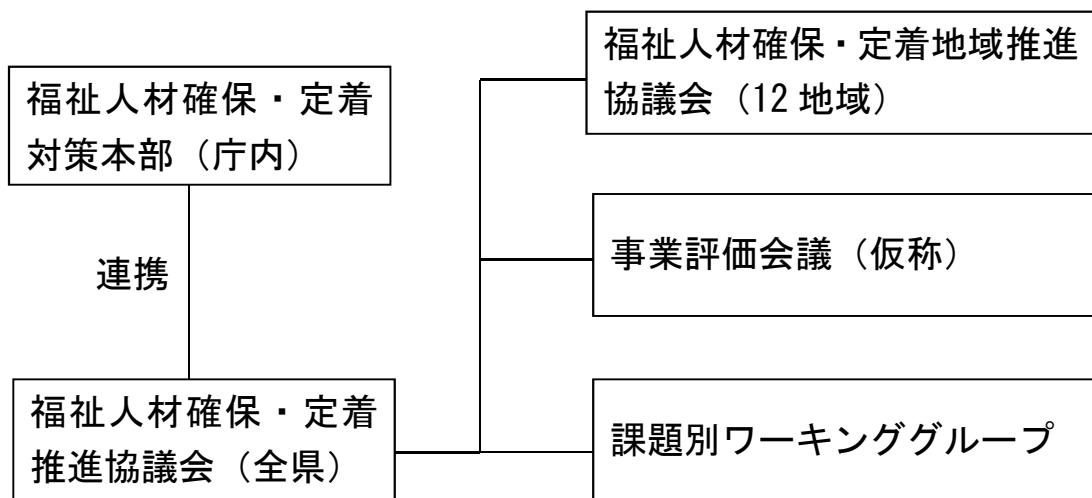 福祉人材確保・定着
対策本部（庁内）
連携
福祉人材確保・定着
推進協議会（全県）
福祉人材確保・定着地域推進
協議会（12地域）
事業評価会議（仮称）
課題別ワーキンググループ